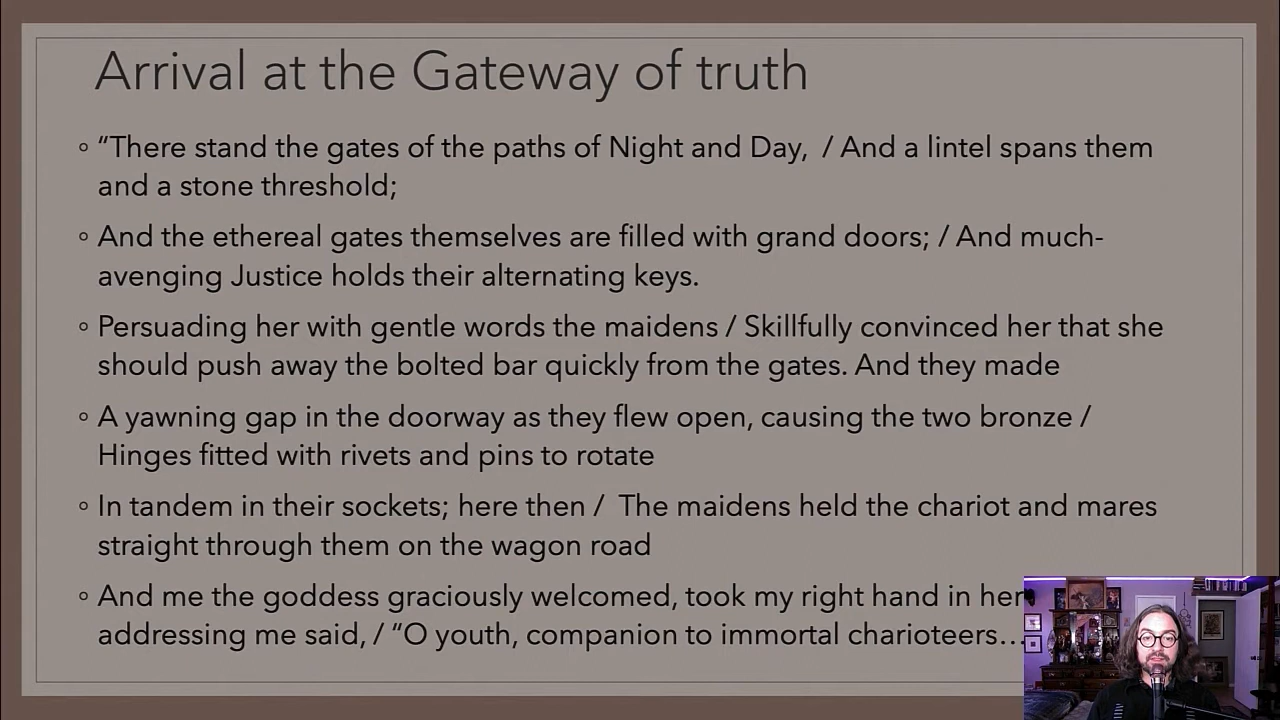 Arrival at the Gateway of truth
◦ “There stand the gates of the paths of Night and Day,  / And a lintel spans them
and a stone threshold;
◦ And the ethereal gates themselves are filled with grand doors; / And much-
avenging Justice holds their alternating keys.
◦ Persuading her with gentle words the maidens / Skillfully convinced her that she
should push away the bolted bar quickly from the gates. And they made
◦ A yawning gap in the doorway as they flew open, causing the two bronze /
Hinges fitted with rivets and pins to rotate
◦ In tandem in their sockets; here then /  The maidens held the chariot and mares
straight through them on the wagon road
◦ And me the goddess graciously welcomed, took my right hand in
addressing me said, / “O youth, companion to immortal charioteers…